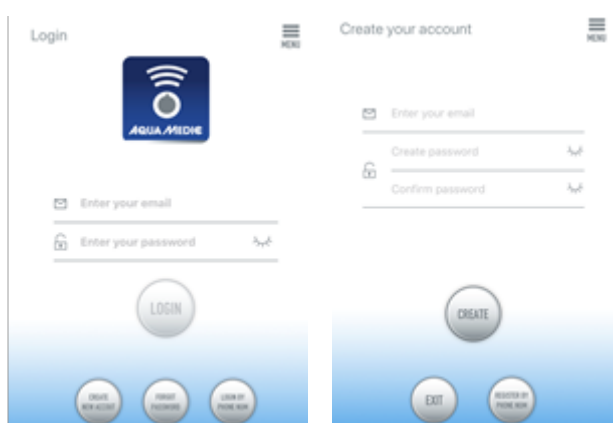 Login
MENU
AQUA MEDIC
Enter your email
Enter your password
LOGIN
CREATE
NEW ACCOUT
FORGOT
PASSWORD
LOGIN BY
PHONE NUM
Create your account
MENU
Enter your email
Create password
Confirm password
CREATE
EXIT
REGISTER BY
PHONE NUM